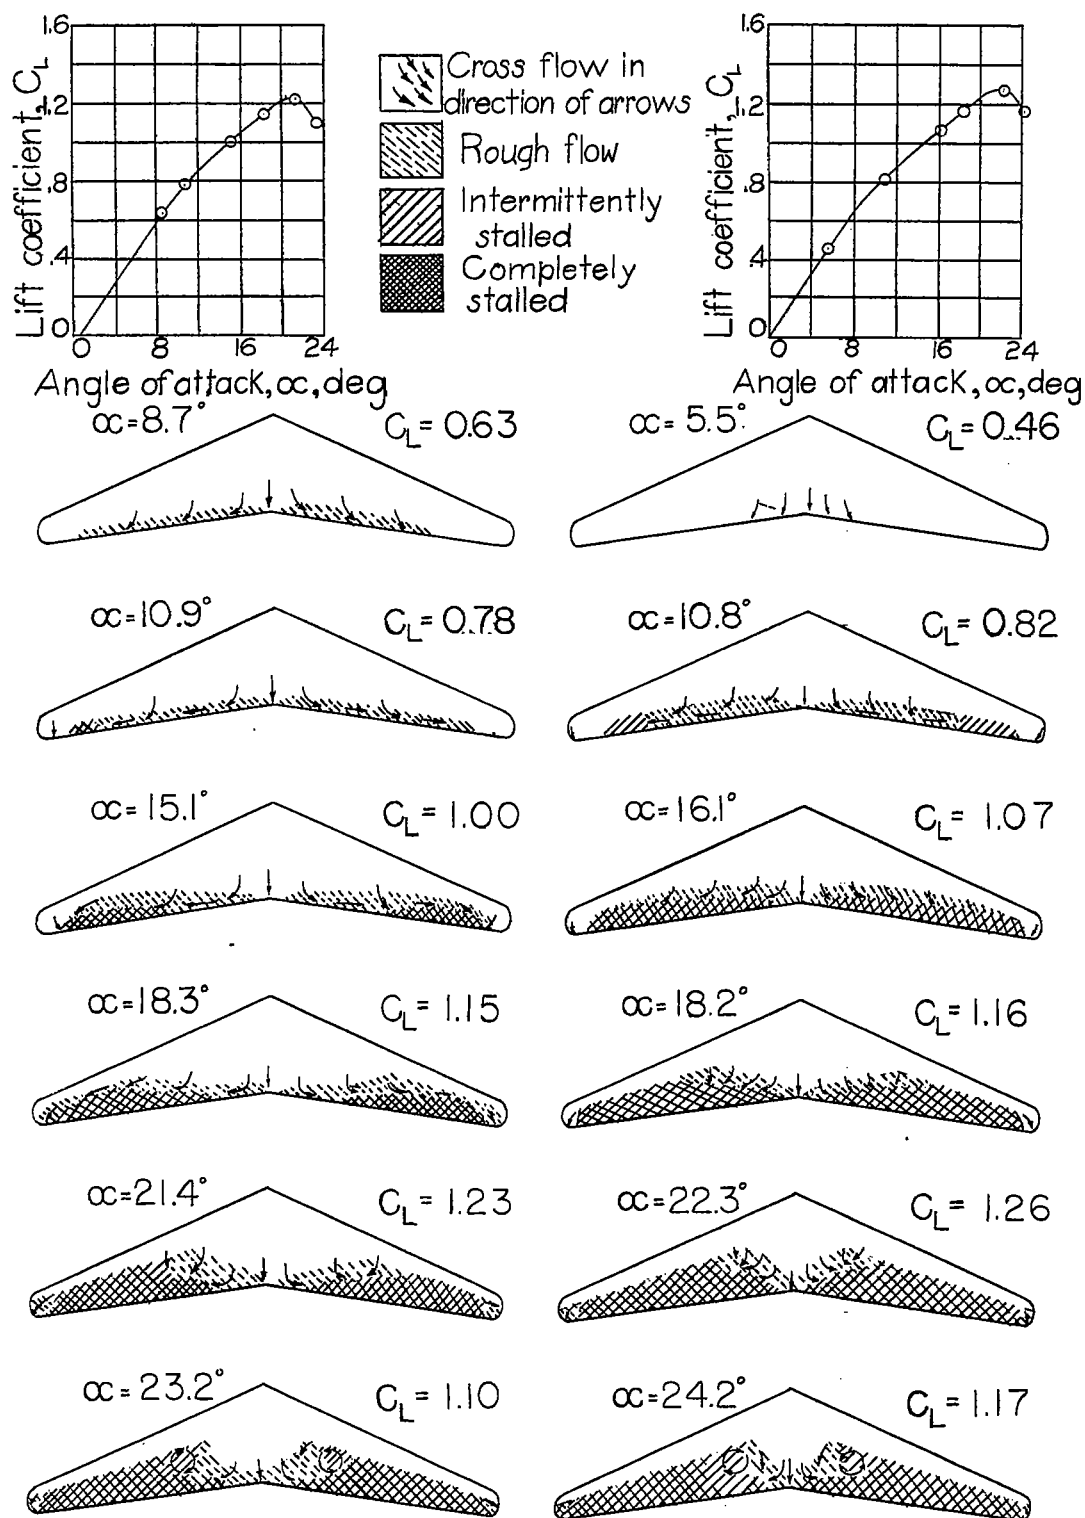 1.6
Lift coefficient, C_L
1.2
.8
.4
0
0 8 16 24
Angle of attack, α, deg
Cross flow in
direction of arrows
Rough flow
Intermittently
stalled
Completely
stalled
1.6
Lift coefficient, C_L
1.2
.8
.4
0
0 8 16 24
Angle of attack, α, deg
α=8.7° C_L= 0.63
α=5.5° C_L= 0.46
α=10.9° C_L= 0.78
α=10.8° C_L= 0.82
α=15.1° C_L= 1.00
α=16.1° C_L= 1.07
α=18.3° C_L= 1.15
α=18.2° C_L= 1.16
α=21.4° C_L= 1.23
α=22.3° C_L= 1.26
α=23.2° C_L= 1.10
α=24.2° C_L= 1.17